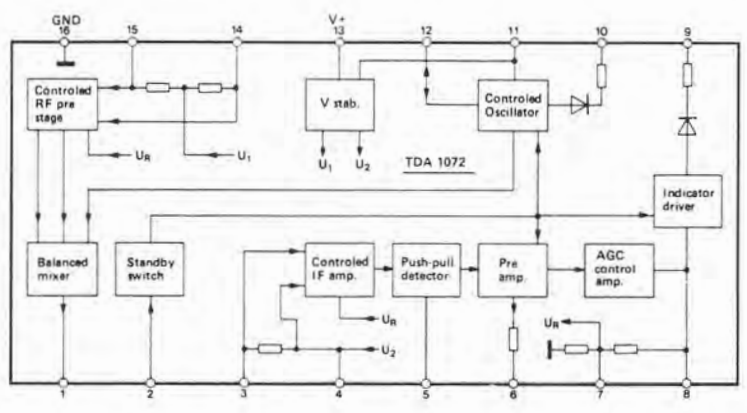 GND
V+
16
15
14
13
12
11
10
9
Controled
RF pre
stage
V stab.
Controled
Oscillator
UR
U1
U1
U2
TDA 1072
Indicator
driver
Balanced
mixer
Standby
switch
Controled
IF amp.
Push-pull
detector
Pre
amp.
AGC
control
amp.
UR
UR
U2
1
2
3
4
5
6
7
8